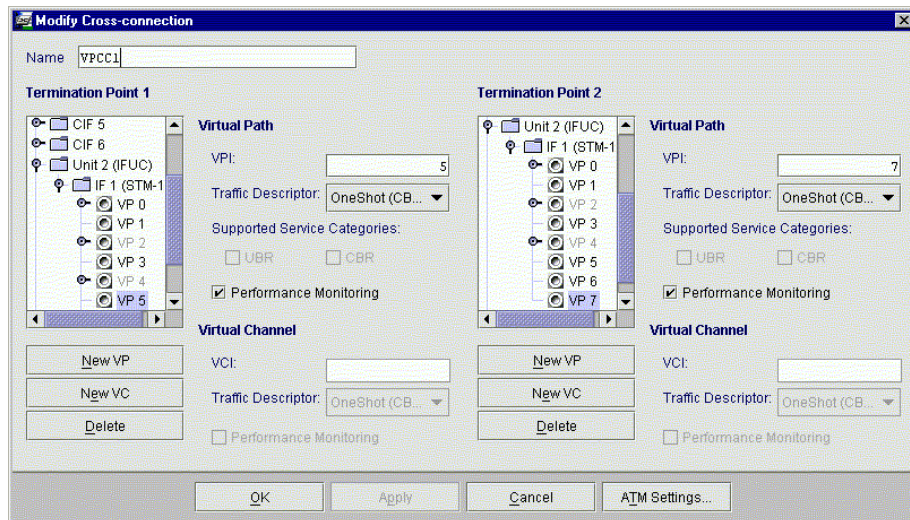 Modify Cross-connection
Name VPCC1
Termination Point 1
CIF 5
CIF 6
Unit 2 (IFUC)
IF 1 (STM-1
VP 0
VP 1
VP 2
VP 3
VP 4
VP 5
New VP
New VC
Delete
Virtual Path
VPI: 5
Traffic Descriptor: OneShot (CB...
Supported Service Categories:
UBR CBR
Performance Monitoring
Virtual Channel
VCI:
Traffic Descriptor: OneShot (CB...
Performance Monitoring
Termination Point 2
Unit 2 (IFUC)
IF 1 (STM-1
VP 0
VP 1
VP 2
VP 3
VP 4
VP 5
VP 6
VP 7
New VP
New VC
Delete
Virtual Path
VPI: 7
Traffic Descriptor: OneShot (CB...
Supported Service Categories:
UBR CBR
Performance Monitoring
Virtual Channel
VCI:
Traffic Descriptor: OneShot (CB...
Performance Monitoring
OK Apply Cancel ATM Settings...